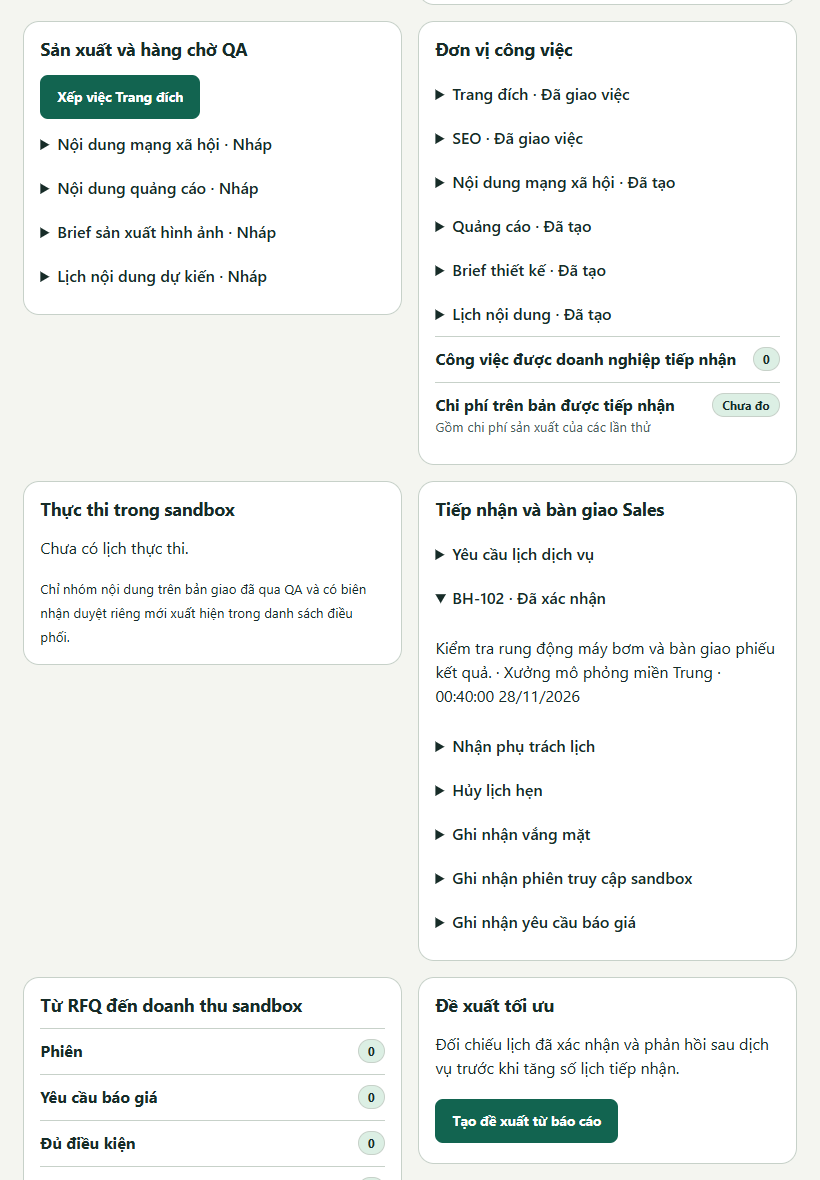 Sản xuất và hàng chờ QA
Xếp việc Trang đích
Nội dung mạng xã hội · Nháp
Nội dung quảng cáo · Nháp
Brief sản xuất hình ảnh · Nháp
Lịch nội dung dự kiến · Nháp
Đơn vị công việc
Trang đích · Đã giao việc
SEO · Đã giao việc
Nội dung mạng xã hội · Đã tạo
Quảng cáo · Đã tạo
Brief thiết kế · Đã tạo
Lịch nội dung · Đã tạo
Công việc được doanh nghiệp tiếp nhận 0
Chi phí trên bản được tiếp nhận Chưa đo
Gồm chi phí sản xuất của các lần thử
Thực thi trong sandbox
Chưa có lịch thực thi.
Chỉ nhóm nội dung trên bản giao đã qua QA và có biên
nhận duyệt riêng mới xuất hiện trong danh sách điều
phối.
Tiếp nhận và bàn giao Sales
Yêu cầu lịch dịch vụ
BH-102 · Đã xác nhận
Kiểm tra rung động máy bơm và bàn giao phiếu
kết quả. · Xưởng mô phỏng miền Trung ·
00:40:00 28/11/2026
Nhận phụ trách lịch
Hủy lịch hẹn
Ghi nhận vắng mặt
Ghi nhận phiên truy cập sandbox
Ghi nhận yêu cầu báo giá
Từ RFQ đến doanh thu sandbox
Phiên 0
Yêu cầu báo giá 0
Đủ điều kiện 0
Đề xuất tối ưu
Đối chiếu lịch đã xác nhận và phản hồi sau dịch
vụ trước khi tăng số lịch tiếp nhận.
Tạo đề xuất từ báo cáo